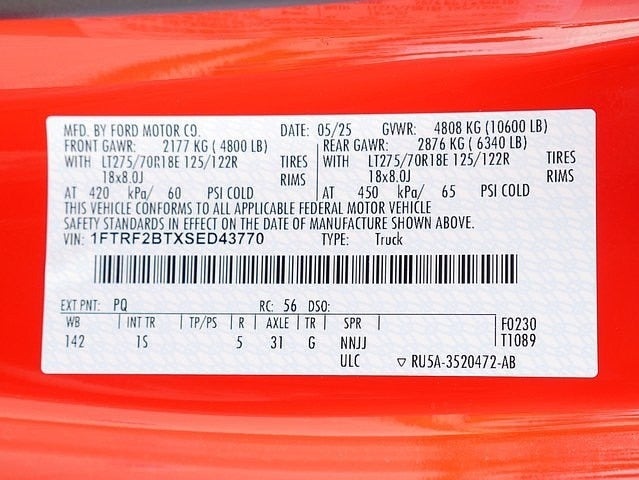 MFD. BY FORD MOTOR CO. DATE: 05/25 GVWR: 4808 KG (10600 LB)
FRONT GAWR: 2177 KG ( 4800 LB) REAR GAWR: 2876 KG ( 6340 LB)
WITH LT275/70R18E 125/122R TIRES WITH LT275/70R18E 125/122R TIRES
18x8.0J RIMS 18x8.0J RIMS
AT 420 kPa/ 60 PSI COLD AT 450 kPa/ 65 PSI COLD
THIS VEHICLE CONFORMS TO ALL APPLICABLE FEDERAL MOTOR VEHICLE
SAFETY STANDARDS IN EFFECT ON THE DATE OF MANUFACTURE SHOWN ABOVE.
VIN: 1FTRF2BTXSED43770 TYPE: Truck
EXT PNT: PQ RC: 56 DSO:
WB INT TR TP/PS R AXLE TR SPR F0230
142 1S 5 31 G NNJJ T1089
ULC ▽ RU5A-3520472-AB